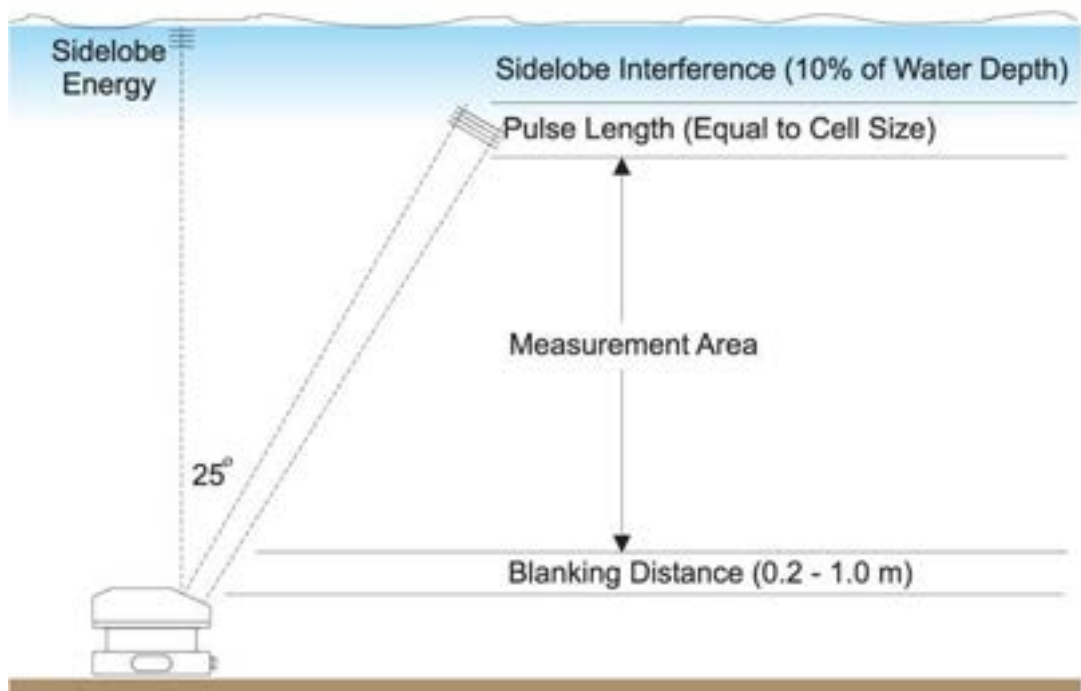 Sidelobe
Energy
Sidelobe Interference (10% of Water Depth)
Pulse Length (Equal to Cell Size)
Measurement Area
25°
Blanking Distance (0.2 - 1.0 m)